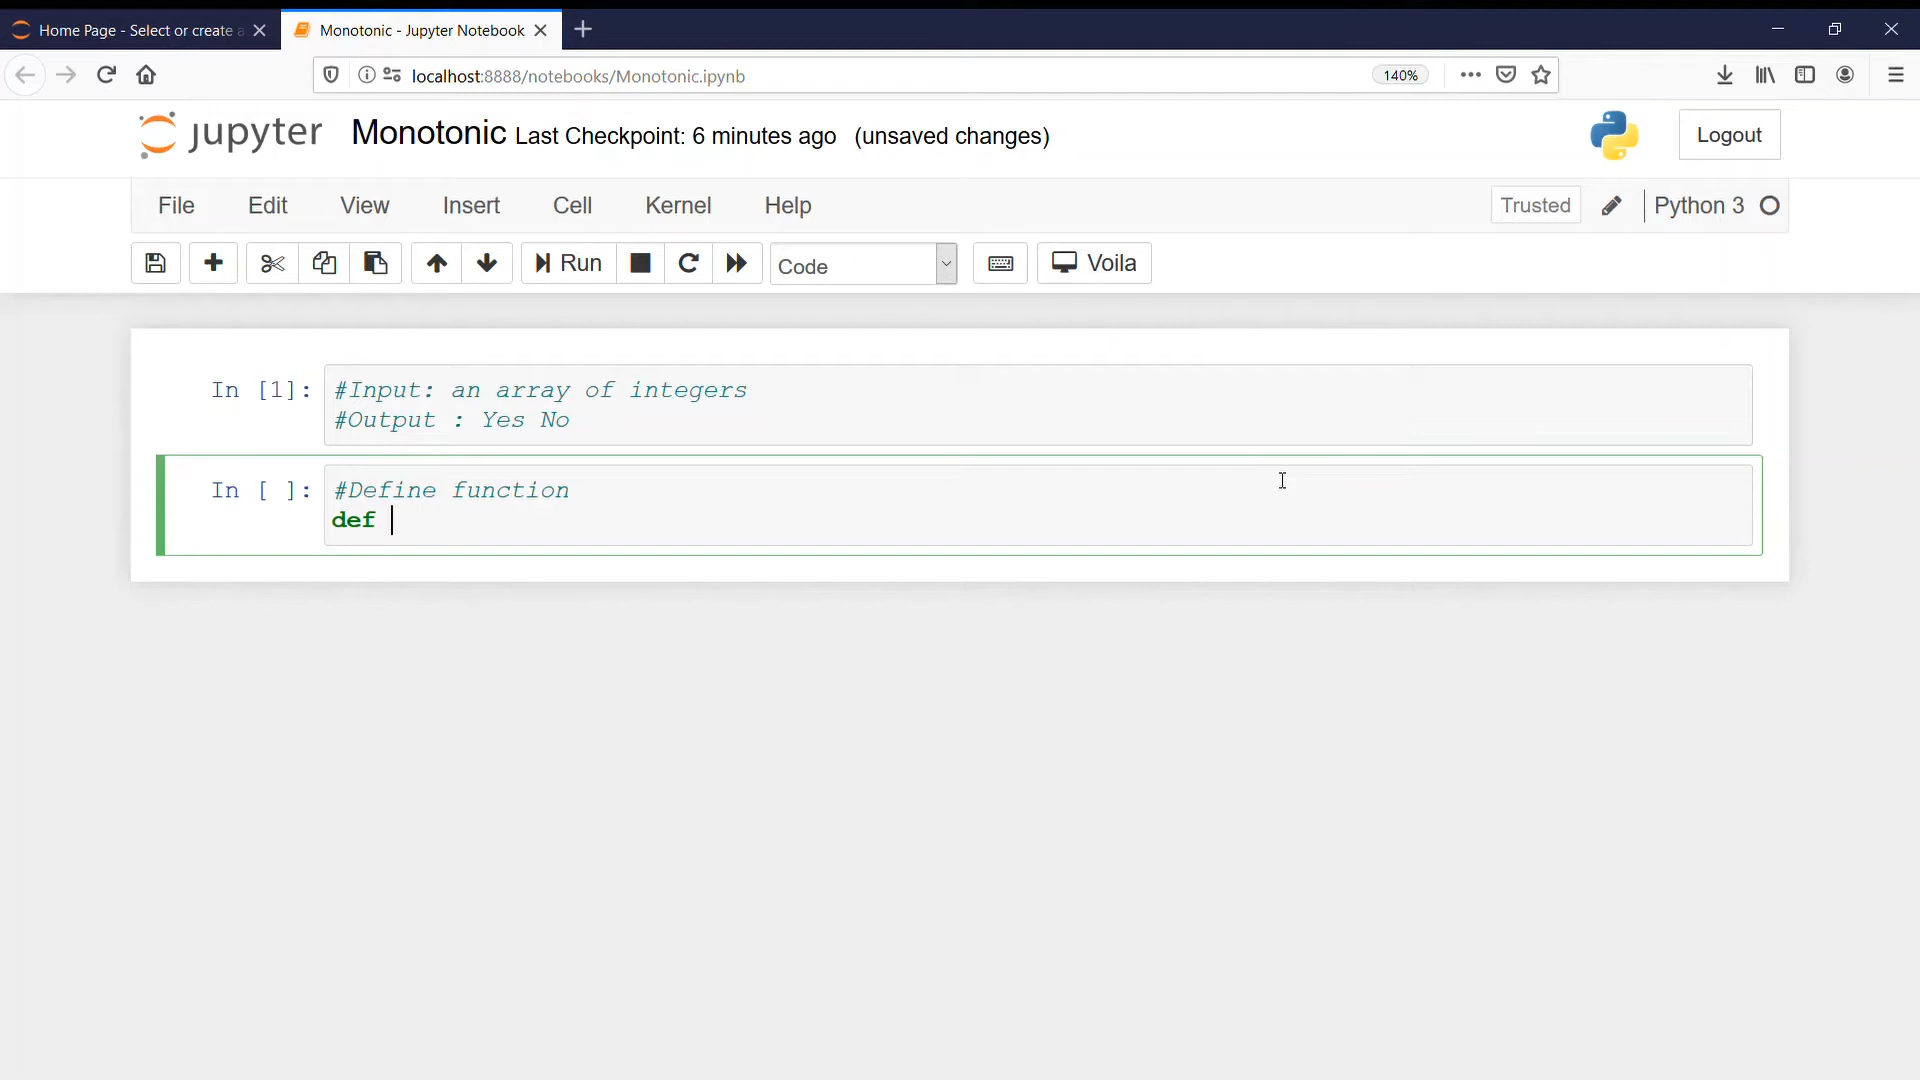 Home Page - Select or create a
Monotonic - Jupyter Notebook
localhost:8888/notebooks/Monotonic.ipynb
140%
jupyter Monotonic Last Checkpoint: 6 minutes ago (unsaved changes)
Logout
File Edit View Insert Cell Kernel Help
Trusted
Python 3
Run
Code
Voila
In [1]: #Input: an array of integers
#Output : Yes No
In [ ]: #Define function
def